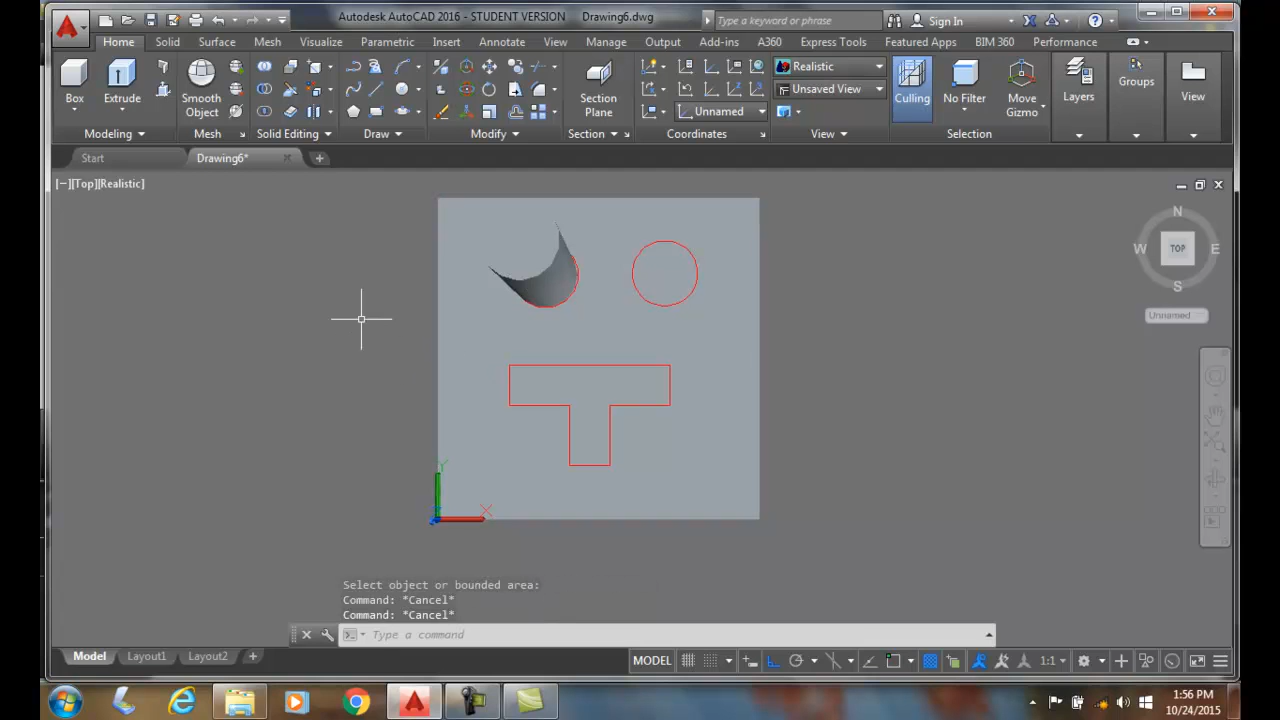 Autodesk AutoCAD 2016 - STUDENT VERSION Drawing6.dwg
Type a keyword or phrase
Sign In
Home Solid Surface Mesh Visualize Parametric Insert Annotate View Manage Output Add-ins A360 Express Tools Featured Apps BIM 360 Performance
Box
Extrude
Smooth
Object
Section
Plane
Realistic
Unsaved View
Unnamed
Culling
No Filter
Move
Gizmo
Layers
Groups
View
Modeling
Mesh
Solid Editing
Draw
Modify
Section
Coordinates
View
Selection
Start
Drawing6*
[−][Top][Realistic]
N
W
TOP
E
S
Unnamed
Y
X
Select object or bounded area:
Command: *Cancel*
Command: *Cancel*
Type a command
Model Layout1 Layout2
MODEL
1:1
1:56 PM
10/24/2015